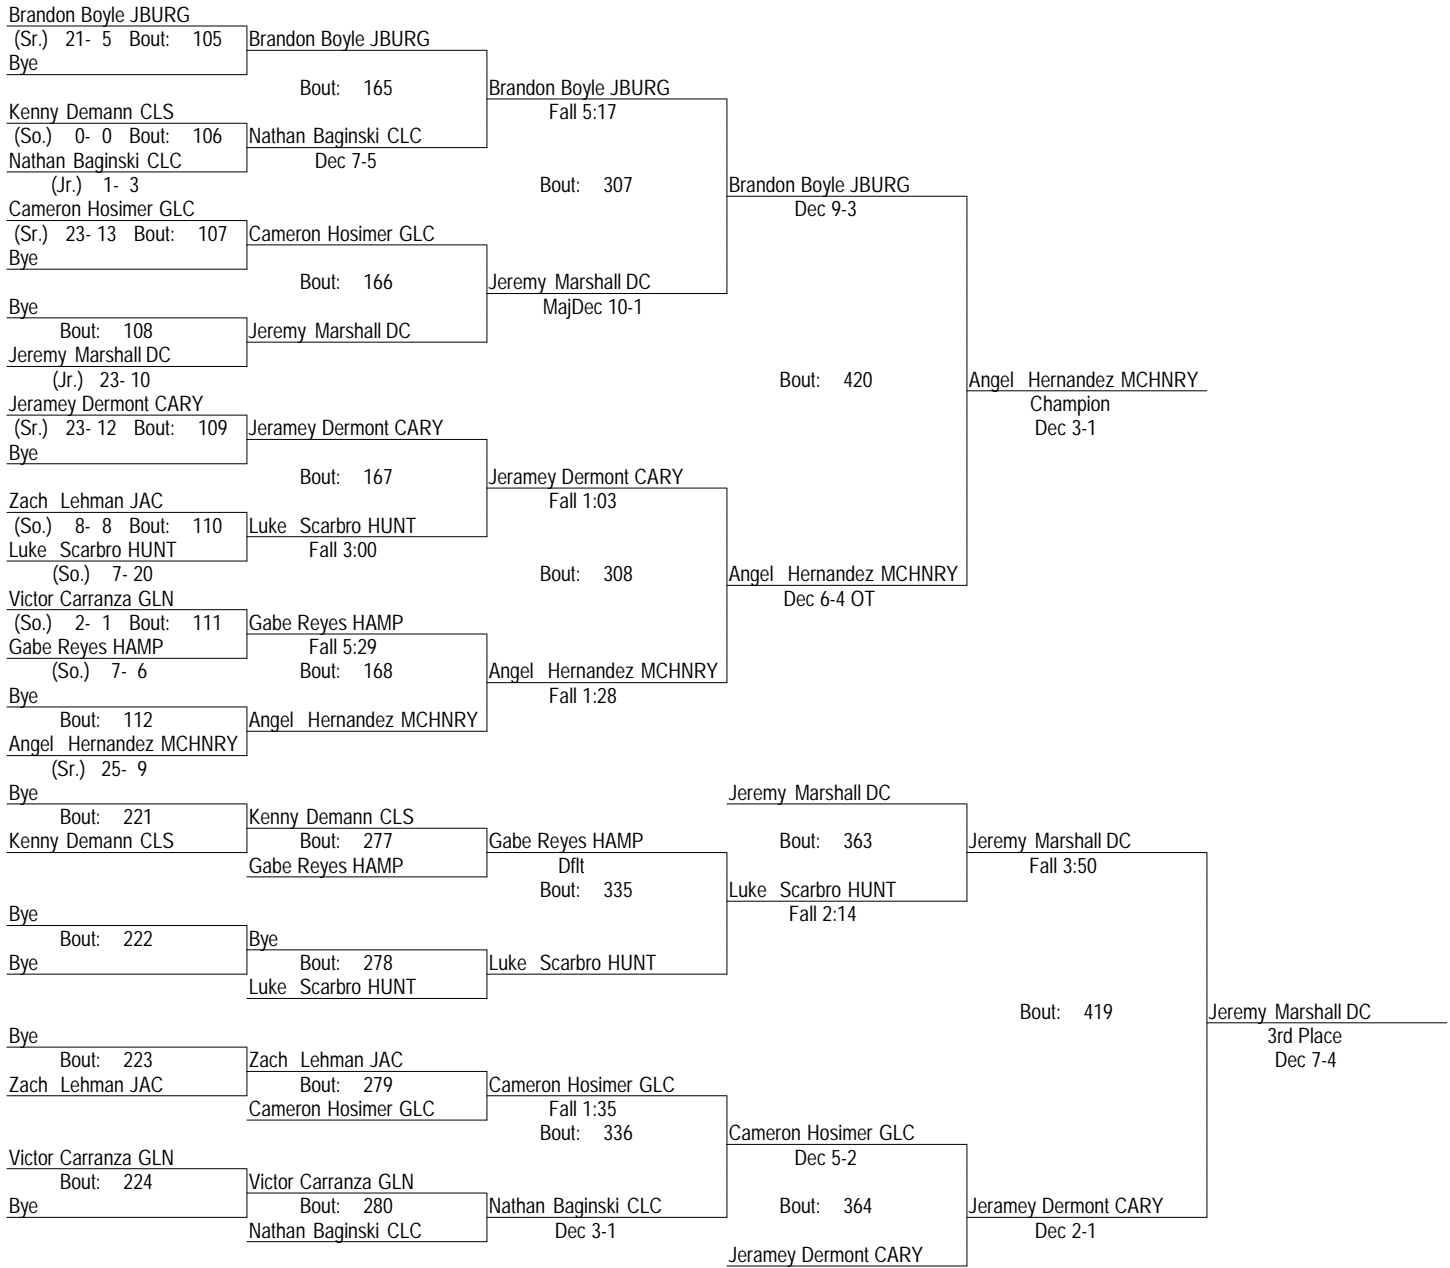 Brandon Boyle JBURG
(Sr.) 21- 5 Bout: 105 Brandon Boyle JBURG
Bye
Bout: 165 Brandon Boyle JBURG
Kenny Demann CLS Fall 5:17
(So.) 0- 0 Bout: 106 Nathan Baginski CLC
Nathan Baginski CLC Dec 7-5
(Jr.) 1- 3 Bout: 307 Brandon Boyle JBURG
Cameron Hosimer GLC Dec 9-3
(Sr.) 23- 13 Bout: 107 Cameron Hosimer GLC
Bye
Bout: 166 Jeremy Marshall DC
Bye MajDec 10-1
Bout: 108 Jeremy Marshall DC
Jeremy Marshall DC
(Jr.) 23- 10 Bout: 420 Angel Hernandez MCHNRY
Jeramey Dermont CARY Champion
(Sr.) 23- 12 Bout: 109 Jeramey Dermont CARY Dec 3-1
Bye
Bout: 167 Jeramey Dermont CARY
Zach Lehman JAC Fall 1:03
(So.) 8- 8 Bout: 110 Luke Scarbro HUNT
Luke Scarbro HUNT Fall 3:00
(So.) 7- 20 Bout: 308 Angel Hernandez MCHNRY
Victor Carranza GLN Dec 6-4 OT
(So.) 2- 1 Bout: 111 Gabe Reyes HAMP
Gabe Reyes HAMP Fall 5:29
(So.) 7- 6 Bout: 168 Angel Hernandez MCHNRY
Bye Fall 1:28
Bout: 112 Angel Hernandez MCHNRY
Angel Hernandez MCHNRY
(Sr.) 25- 9
Bye Jeremy Marshall DC
Bout: 221 Kenny Demann CLS
Kenny Demann CLS Bout: 277 Gabe Reyes HAMP Bout: 363 Jeremy Marshall DC
Gabe Reyes HAMP Dflt Fall 3:50
Bout: 335 Luke Scarbro HUNT
Bye Fall 2:14
Bout: 222 Bye
Bye Bout: 278 Luke Scarbro HUNT
Luke Scarbro HUNT
Bout: 419 Jeremy Marshall DC
Bye 3rd Place
Bout: 223 Zach Lehman JAC Dec 7-4
Zach Lehman JAC Bout: 279 Cameron Hosimer GLC
Cameron Hosimer GLC Fall 1:35
Bout: 336 Cameron Hosimer GLC
Victor Carranza GLN Dec 5-2
Bout: 224 Victor Carranza GLN
Bye Bout: 280 Nathan Baginski CLC Bout: 364 Jeramey Dermont CARY
Nathan Baginski CLC Dec 3-1 Dec 2-1
Jeramey Dermont CARY